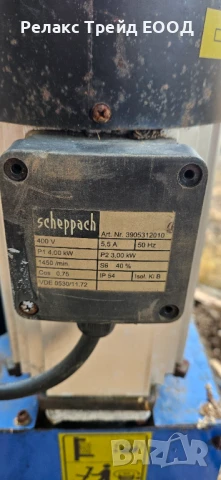 Релакс Трейд ЕООД
scheppach
Art. Nr. 3905312010
400 V 5,5 A 50 Hz
P1 4,00 kW P2 3,00 kW
1450 /min S6 40 %
Cos 0,75 IP 54 Isol. Kl B
VDE 0530/11.72
BAZAR